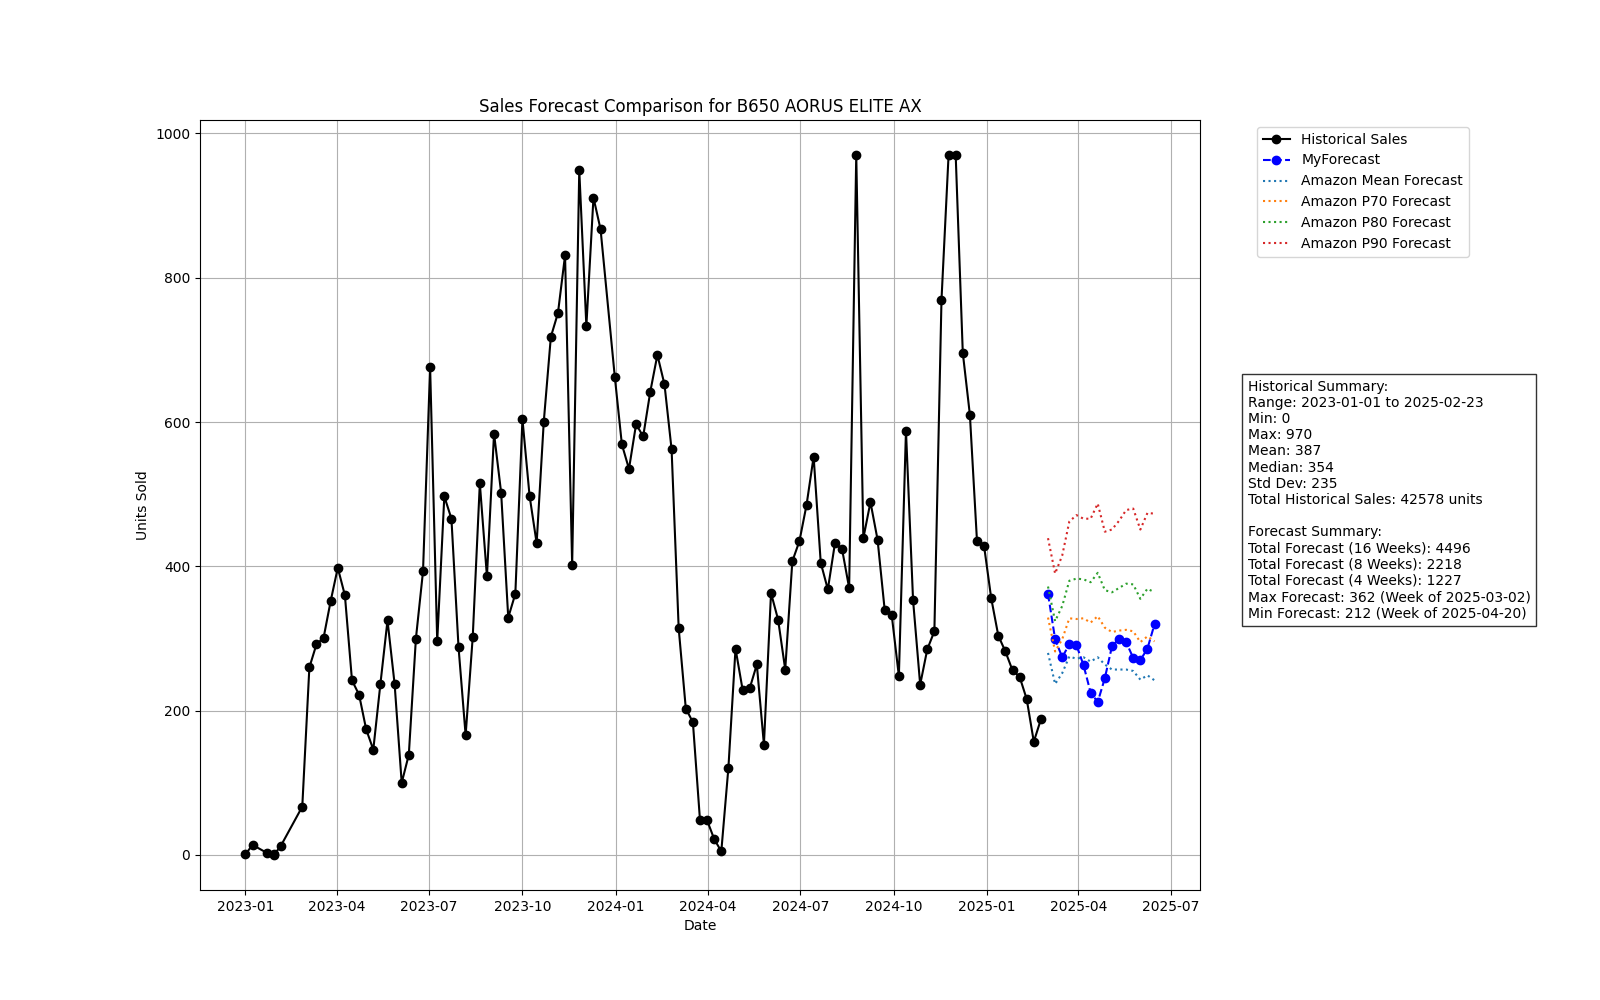 Sales Forecast Comparison for B650 AORUS ELITE AX
1000
800
600
400
200
0
Units Sold
2023-01
2023-04
2023-07
2023-10
2024-01
2024-04
2024-07
2024-10
2025-01
2025-04
2025-07
Date
Historical Sales
MyForecast
Amazon Mean Forecast
Amazon P70 Forecast
Amazon P80 Forecast
Amazon P90 Forecast
Historical Summary:
Range: 2023-01-01 to 2025-02-23
Min: 0
Max: 970
Mean: 387
Median: 354
Std Dev: 235
Total Historical Sales: 42578 units
Forecast Summary:
Total Forecast (16 Weeks): 4496
Total Forecast (8 Weeks): 2218
Total Forecast (4 Weeks): 1227
Max Forecast: 362 (Week of 2025-03-02)
Min Forecast: 212 (Week of 2025-04-20)